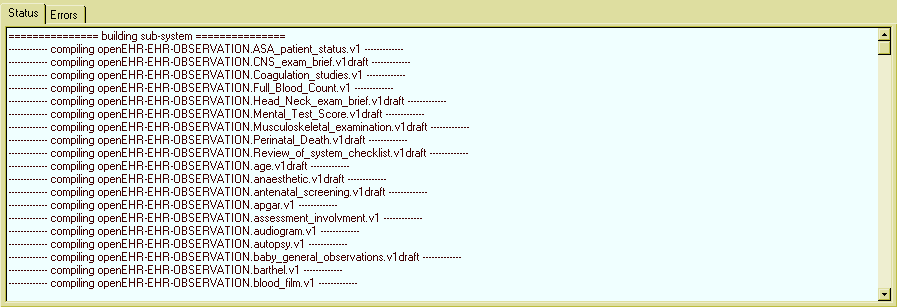 Status Errors
=============== building sub-system ===============
------------ compiling openEHR-EHR-OBSERVATION.ASA_patient_status.v1 ------------
------------ compiling openEHR-EHR-OBSERVATION.CNS_exam_brief.v1draft ------------
------------ compiling openEHR-EHR-OBSERVATION.Coagulation_studies.v1 ------------
------------ compiling openEHR-EHR-OBSERVATION.Full_Blood_Count.v1 ------------
------------ compiling openEHR-EHR-OBSERVATION.Head_Neck_exam_brief.v1draft ------------
------------ compiling openEHR-EHR-OBSERVATION.Mental_Test_Score.v1draft ------------
------------ compiling openEHR-EHR-OBSERVATION.Musculoskeletal_examination.v1draft ------------
------------ compiling openEHR-EHR-OBSERVATION.Perinatal_Death.v1draft ------------
------------ compiling openEHR-EHR-OBSERVATION.Review_of_system_checklist.v1draft ------------
------------ compiling openEHR-EHR-OBSERVATION.age.v1draft ------------
------------ compiling openEHR-EHR-OBSERVATION.anaesthetic.v1draft ------------
------------ compiling openEHR-EHR-OBSERVATION.antenatal_screening.v1draft ------------
------------ compiling openEHR-EHR-OBSERVATION.apgar.v1 ------------
------------ compiling openEHR-EHR-OBSERVATION.assessment_involvment.v1 ------------
------------ compiling openEHR-EHR-OBSERVATION.audiogram.v1 ------------
------------ compiling openEHR-EHR-OBSERVATION.autopsy.v1 ------------
------------ compiling openEHR-EHR-OBSERVATION.baby_general_observations.v1draft ------------
------------ compiling openEHR-EHR-OBSERVATION.barthel.v1 ------------
------------ compiling openEHR-EHR-OBSERVATION.blood_film.v1 ------------